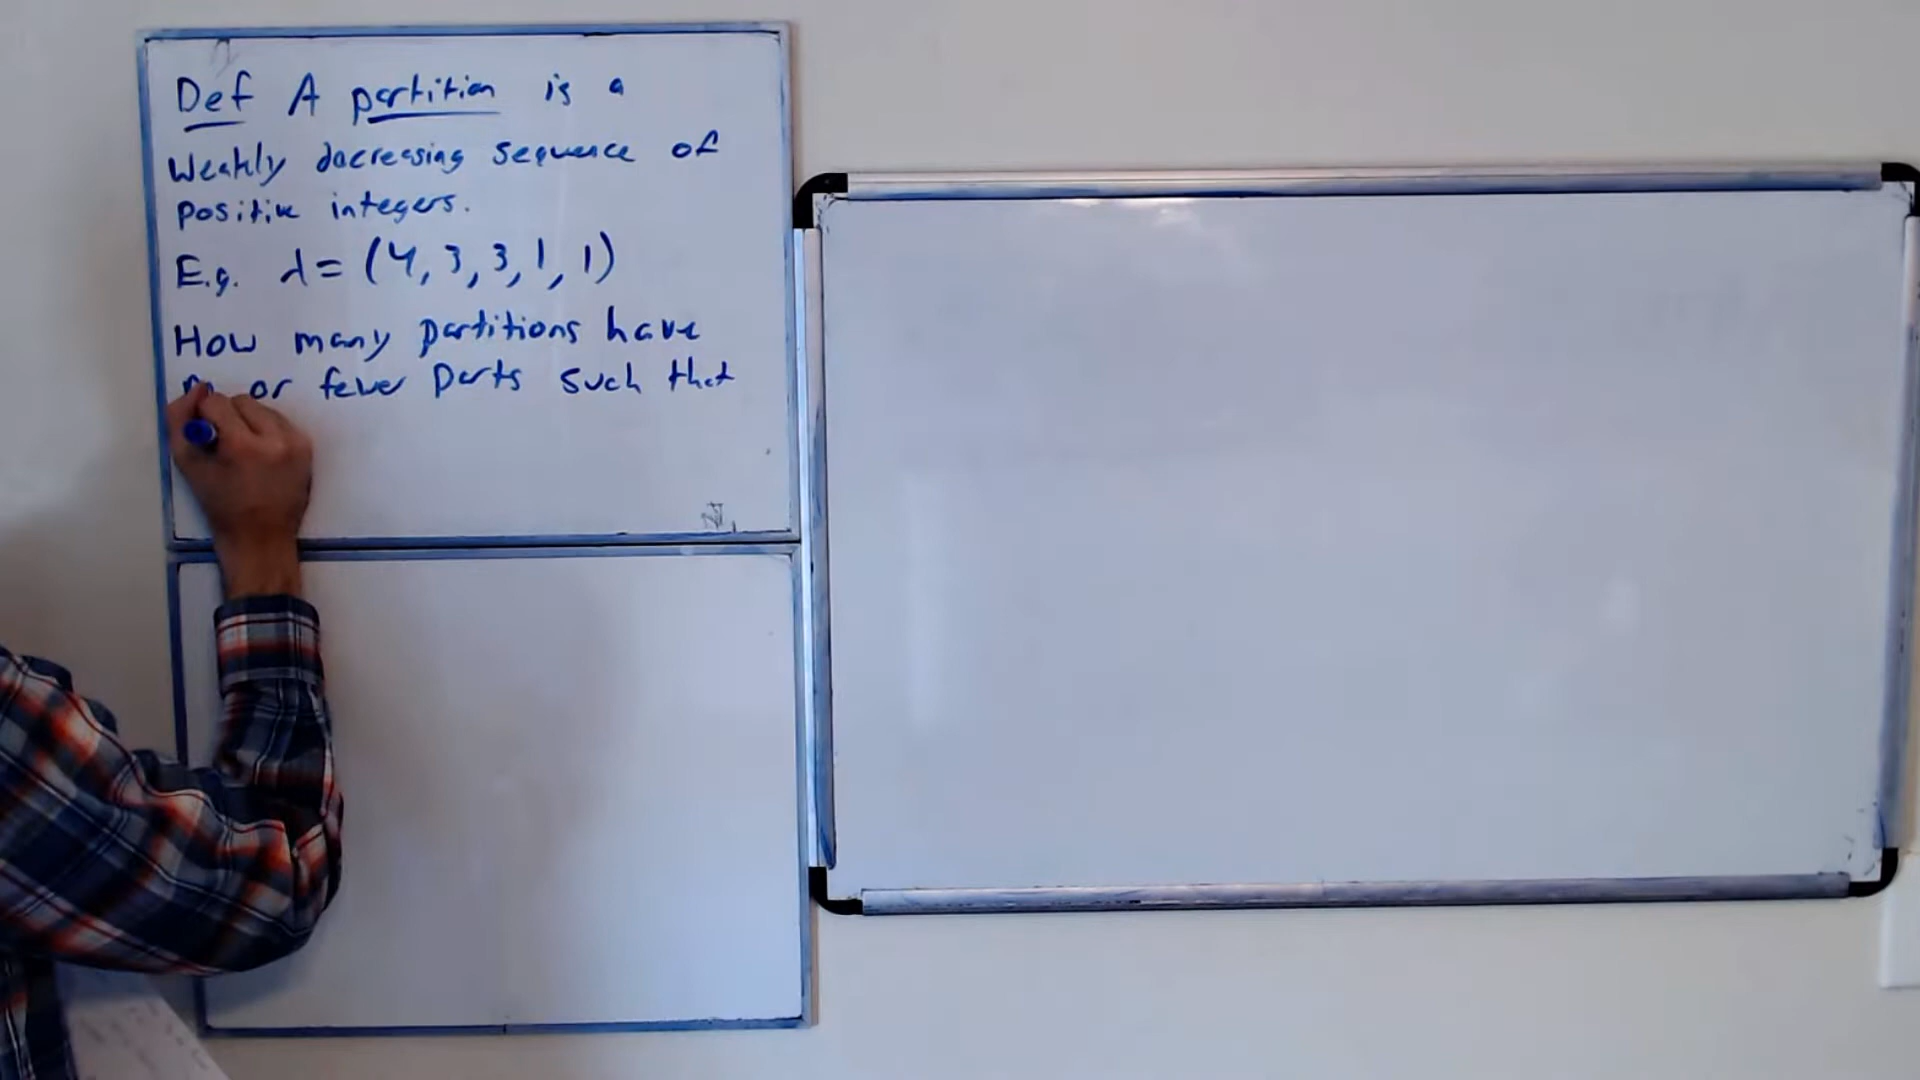 Def A partition is a
Weakly decreasing sequence of
positive integers.
E.g. λ = (4, 3, 3, 1, 1)
How many partitions have
or fewer parts such that